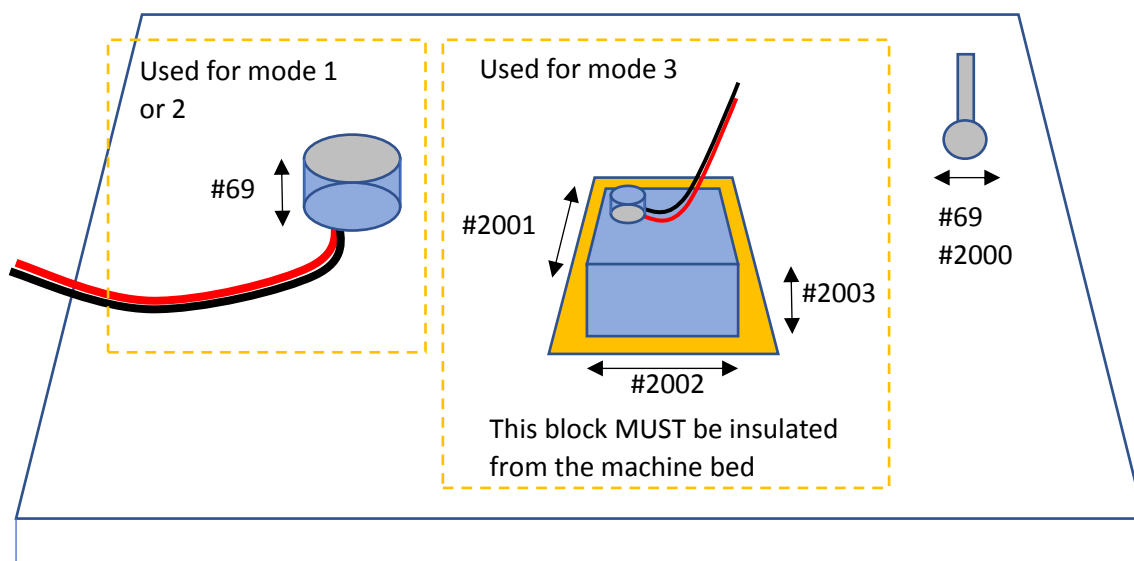 Used for mode 1
or 2
#69
Used for mode 3
#2001
#2003
#2002
This block MUST be insulated
from the machine bed
#69
#2000